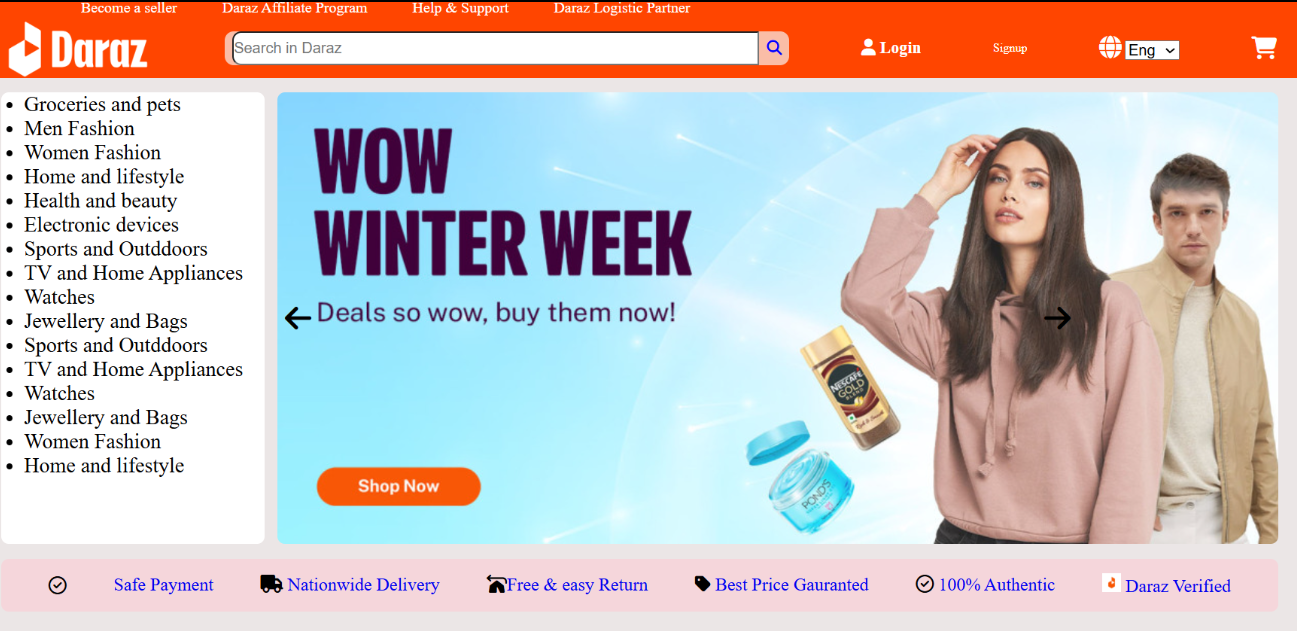 Become a seller Daraz Affiliate Program Help & Support Daraz Logistic Partner
Daraz
Search in Daraz
Login
Signup
Eng
Groceries and pets
Men Fashion
Women Fashion
Home and lifestyle
Health and beauty
Electronic devices
Sports and Outddoors
TV and Home Appliances
Watches
Jewellery and Bags
Sports and Outddoors
TV and Home Appliances
Watches
Jewellery and Bags
Women Fashion
Home and lifestyle
WOW
WINTER WEEK
Deals so wow, buy them now!
NESCAFE
GOLD
BLEND
POND'S
Shop Now
Safe Payment Nationwide Delivery Free & easy Return Best Price Gauranted 100% Authentic Daraz Verified